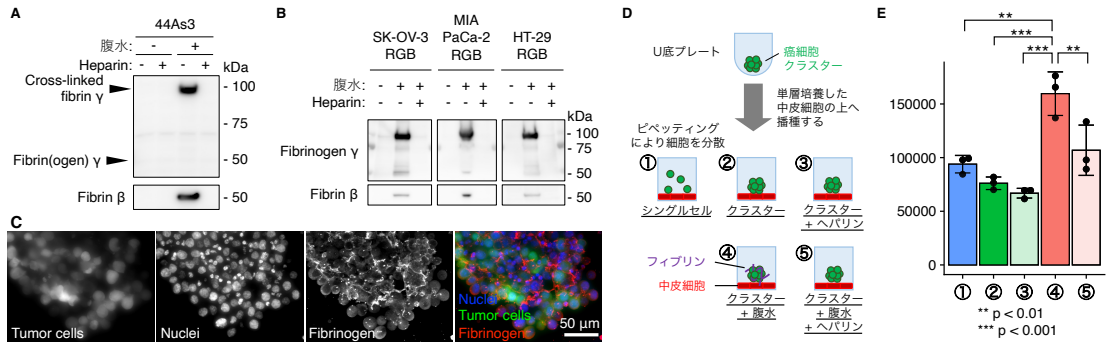 A
44As3
腹水 - +
Heparin: - + - + kDa
Cross-linked
fibrin γ
- 100
- 75
Fibrin(ogen) γ
- 50
Fibrin β
- 50
B
SK-OV-3
RGB
MIA
PaCa-2
RGB
HT-29
RGB
腹水 - + + - + + - + +
Heparin: - - + - - + - - +
kDa
Fibrinogen γ
- 100
- 75
- 50
Fibrin β
- 50
C
Tumor cells
Nuclei
Fibrinogen
Nuclei
Tumor cells
Fibrinogen
50 µm
D
U底プレート
癌細胞
クラスター
単層培養した
中皮細胞の上へ
播種する
ピペッティング
により細胞を分散
① ② ③
シングルセル
クラスター
クラスター
+ ヘパリン
④ ⑤
フィブリン
中皮細胞
クラスター
+ 腹水
クラスター
+ 腹水
+ ヘパリン
E
**
***
*** **
150000
100000
50000
0
① ② ③ ④ ⑤
** p < 0.01
*** p < 0.001